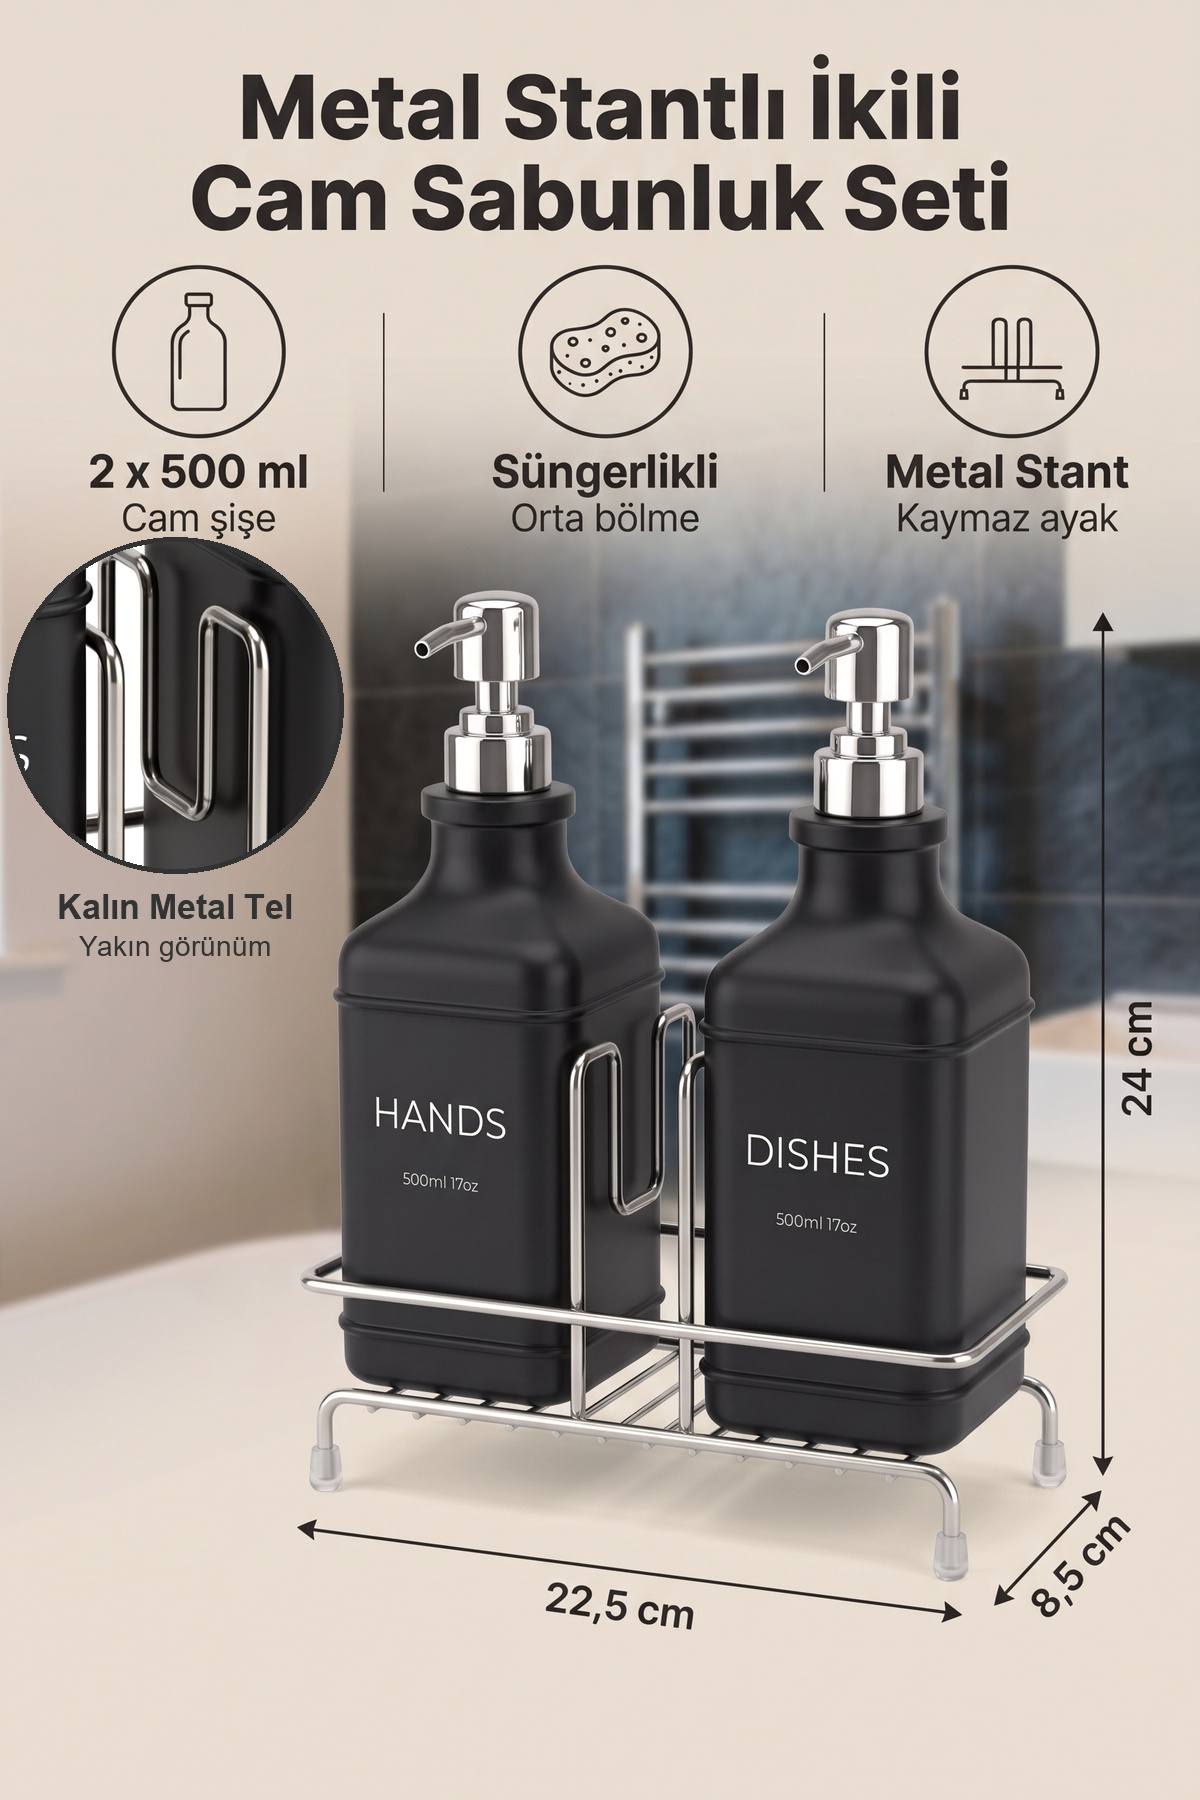 Metal Stantlı İkili
Cam Sabunluk Seti
2 x 500 ml
Cam şişe
Süngerlikli
Orta bölme
Metal Stant
Kaymaz ayak
Kalın Metal Tel
Yakın görünüm
HANDS
500ml 17oz
DISHES
500ml 17oz
24 cm
22,5 cm
8,5 cm